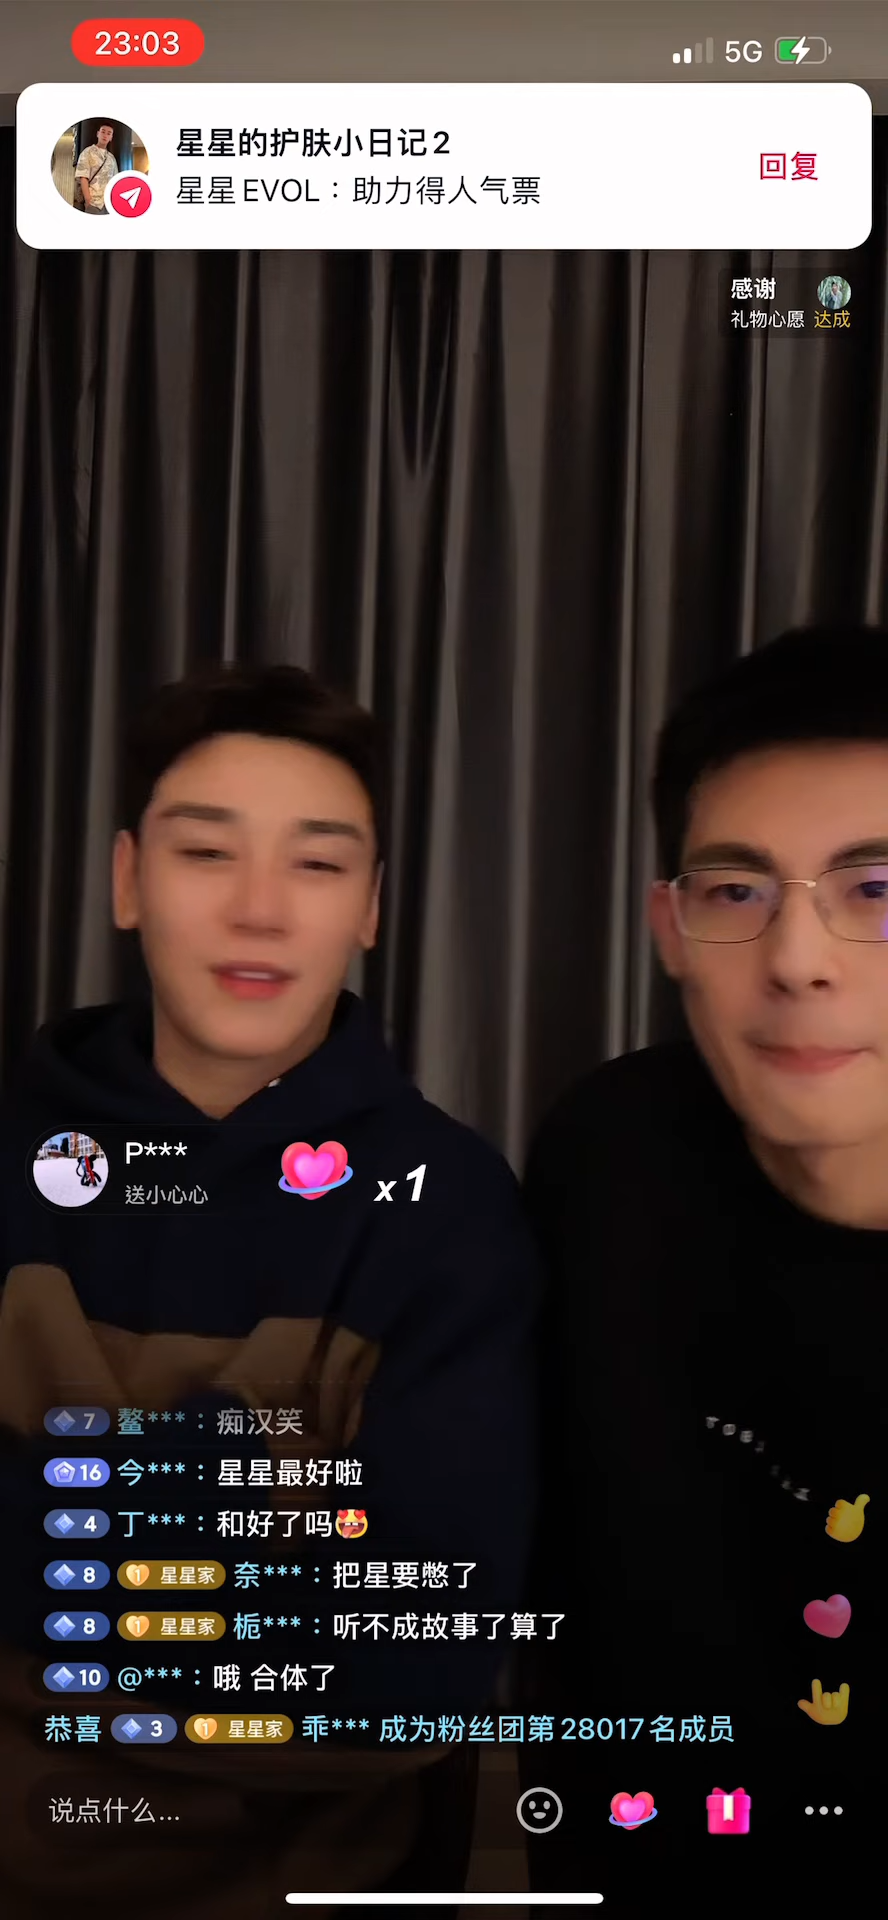 23:03
5G
星星的护肤小日记2
星星EVOL：助力得人气票
回复
感谢
礼物心愿 达成
P***
送小心心
x1
7 鳌***：痴汉笑
16 今***：星星最好啦
4 丁***：和好了吗😍
8 1 星星家 奈***：把星要憋了
8 1 星星家 栀***：听不成故事了算了
10 @***：哦 合体了
恭喜 3 1 星星家 乖*** 成为粉丝团第28017名成员
说点什么...